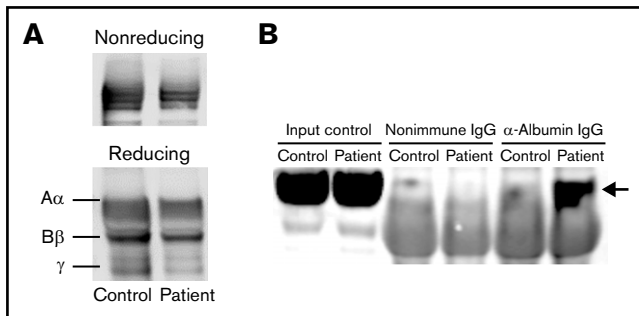 A
Nonreducing
Reducing
Aα
Bβ
γ
Control Patient
B
Input control Nonimmune IgG α-Albumin IgG
Control Patient Control Patient Control Patient